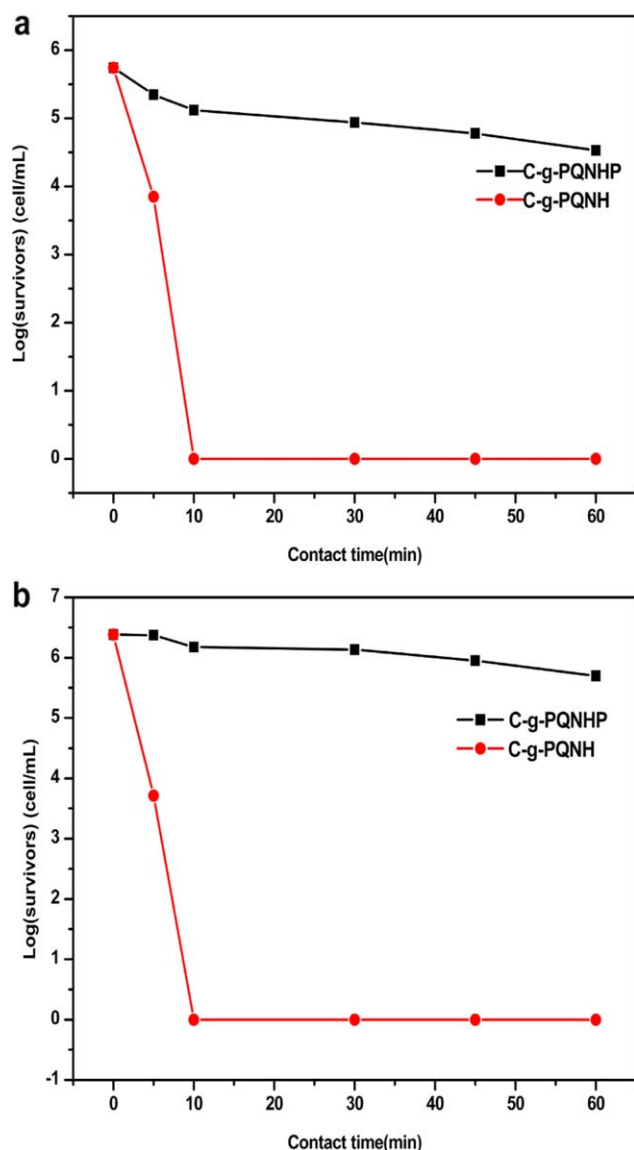 a
6
5
4
3
2
1
0
Log(survivors) (cell/mL)
C-g-PQNHP
C-g-PQNH
0 10 20 30 40 50 60
Contact time(min)
b
7
6
5
4
3
2
1
0
-1
Log(survivors) (cell/mL)
C-g-PQNHP
C-g-PQNH
0 10 20 30 40 50 60
Contact time(min)